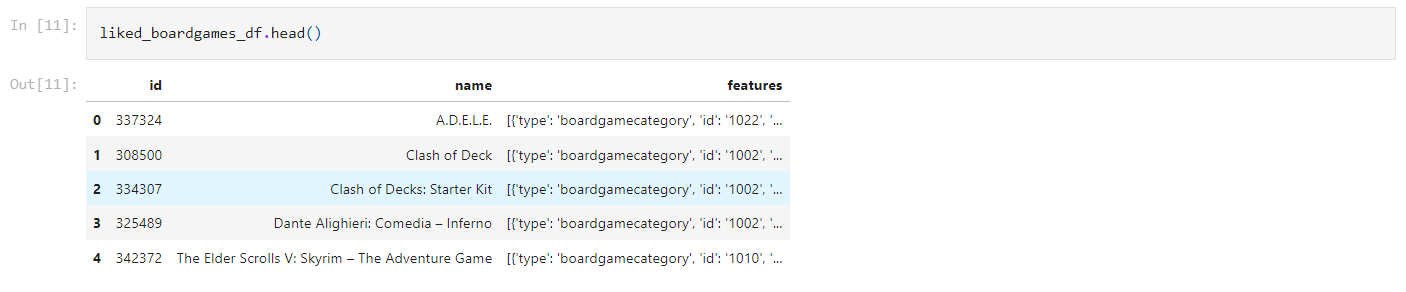 In [11]: liked_boardgames_df.head()
Out[11]: id name features
0 337324 A.D.E.L.E. [{'type': 'boardgamecategory', 'id': '1022', '...
1 308500 Clash of Deck [{'type': 'boardgamecategory', 'id': '1002', '...
2 334307 Clash of Decks: Starter Kit [{'type': 'boardgamecategory', 'id': '1002', '...
3 325489 Dante Alighieri: Comedia – Inferno [{'type': 'boardgamecategory', 'id': '1002', '...
4 342372 The Elder Scrolls V: Skyrim – The Adventure Game [{'type': 'boardgamecategory', 'id': '1010', '...